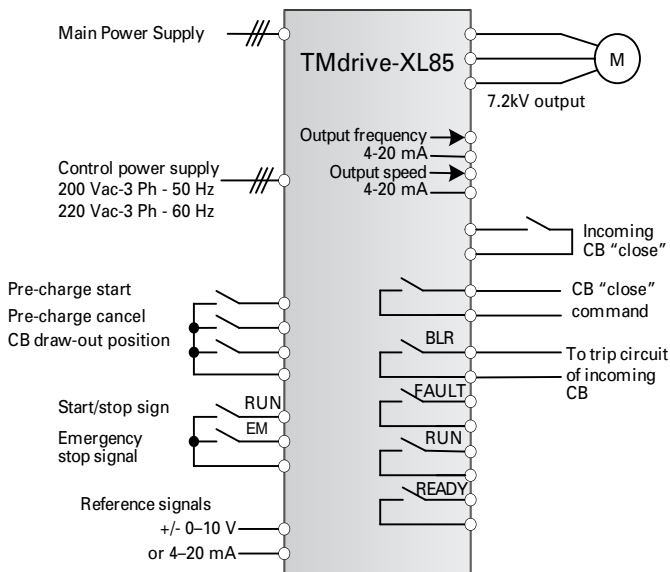 Main Power Supply
TMdrive-XL85
M
7.2kV output
Output frequency
4-20 mA
Output speed
4-20 mA
Control power supply
200 Vac-3 Ph - 50 Hz
220 Vac-3 Ph - 60 Hz
Incoming
CB “close”
Pre-charge start
Pre-charge cancel
CB draw-out position
CB “close”
command
BLR
To trip circuit
of incoming
CB
FAULT
Start/stop sign
RUN
Emergency
stop signal
EM
RUN
READY
Reference signals
+/- 0–10 V
or 4–20 mA